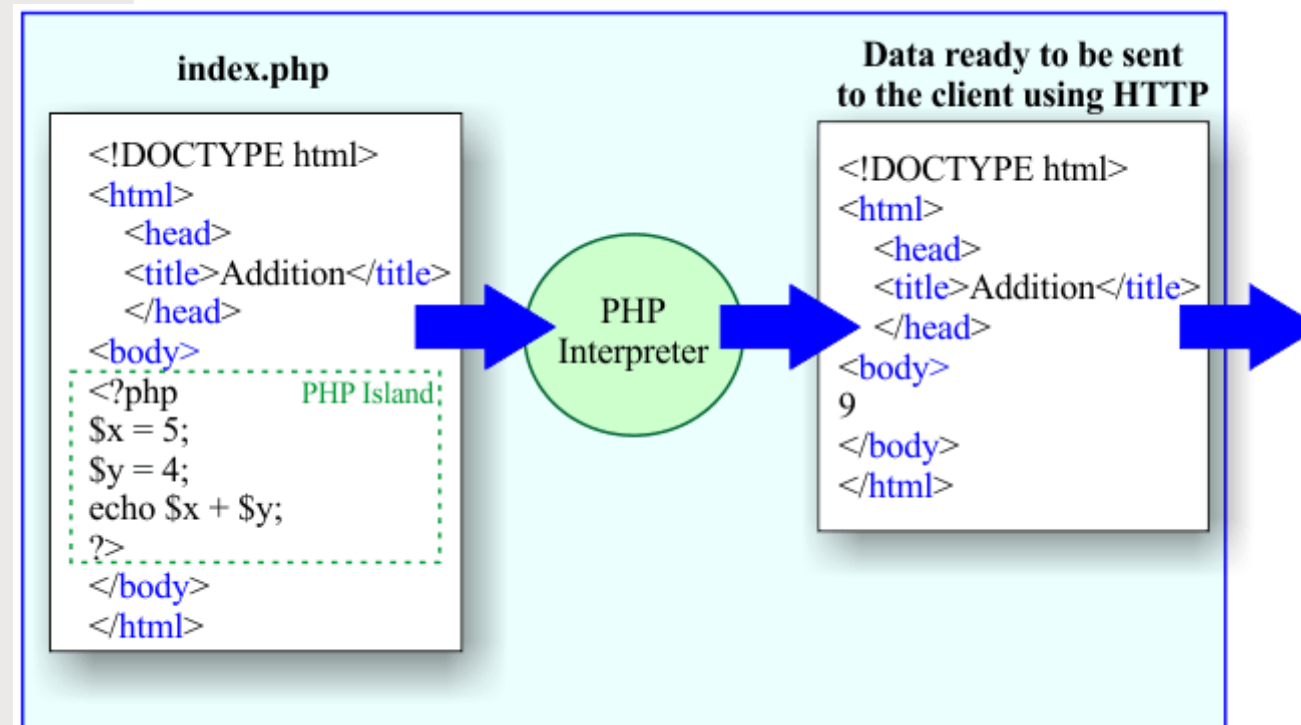 index.php
<!DOCTYPE html>
<html>
<head>
<title>Addition</title>
</head>
<body>
<?php PHP Island
$x = 5;
$y = 4;
echo $x + $y;
?>
</body>
</html>
PHP
Interpreter
Data ready to be sent
to the client using HTTP
<!DOCTYPE html>
<html>
<head>
<title>Addition</title>
</head>
<body>
9
</body>
</html>